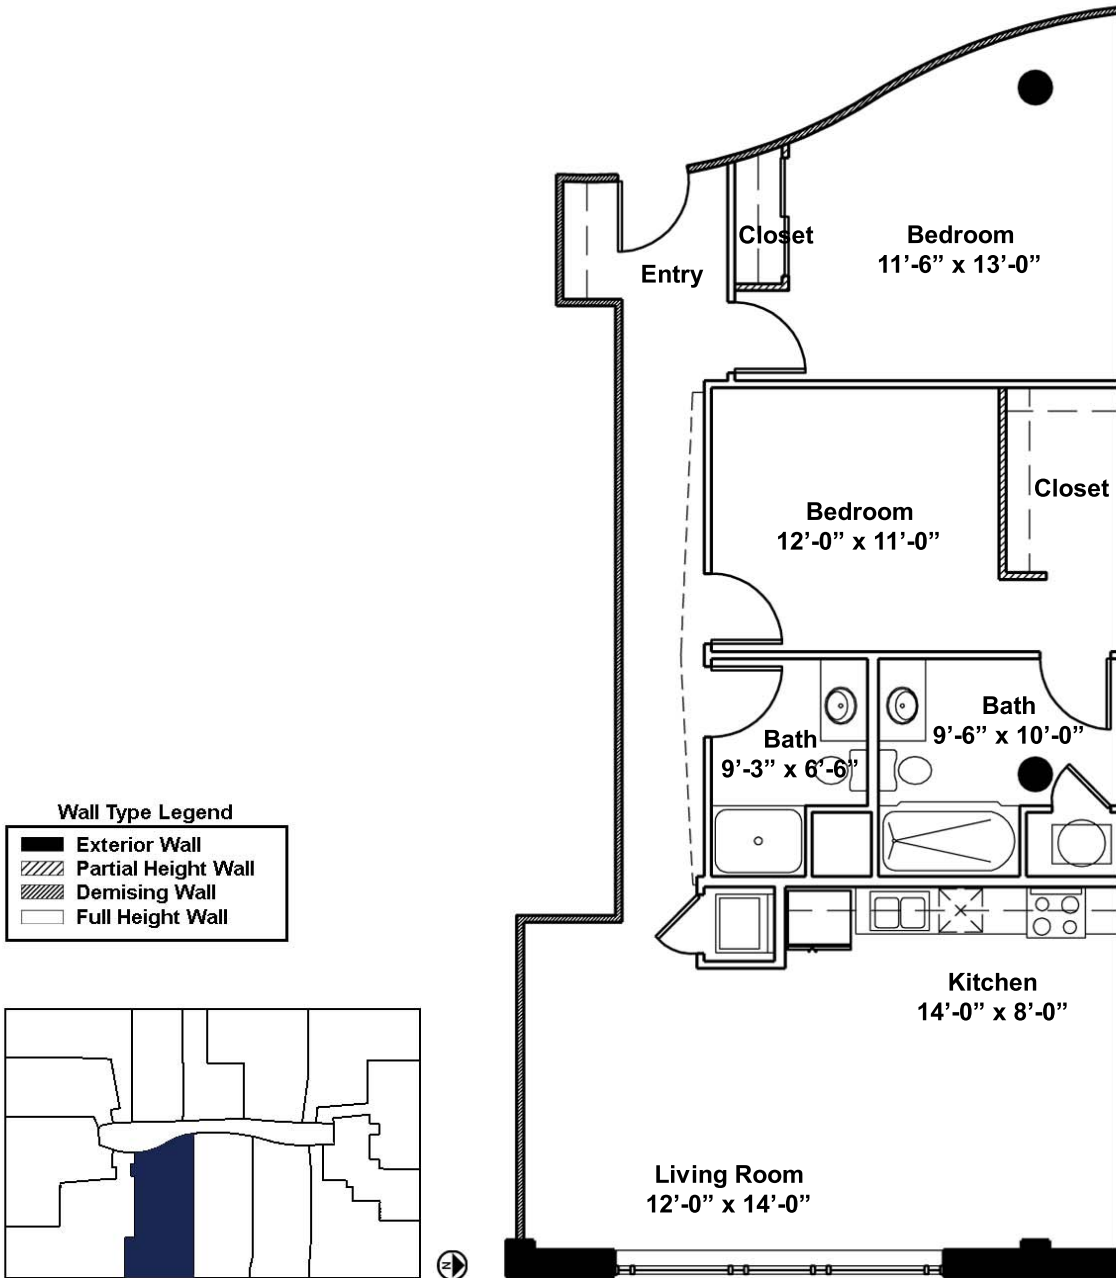 Closet
Bedroom
11’-6” x 13’-0”
Entry
Closet
Bedroom
12’-0” x 11’-0”
Bath
9’-6” x 10’-0”
Bath
9’-3” x 6’-6”
Wall Type Legend
Exterior Wall
Partial Height Wall
Demising Wall
Full Height Wall
Kitchen
14’-0” x 8’-0”
Living Room
12’-0” x 14’-0”
N